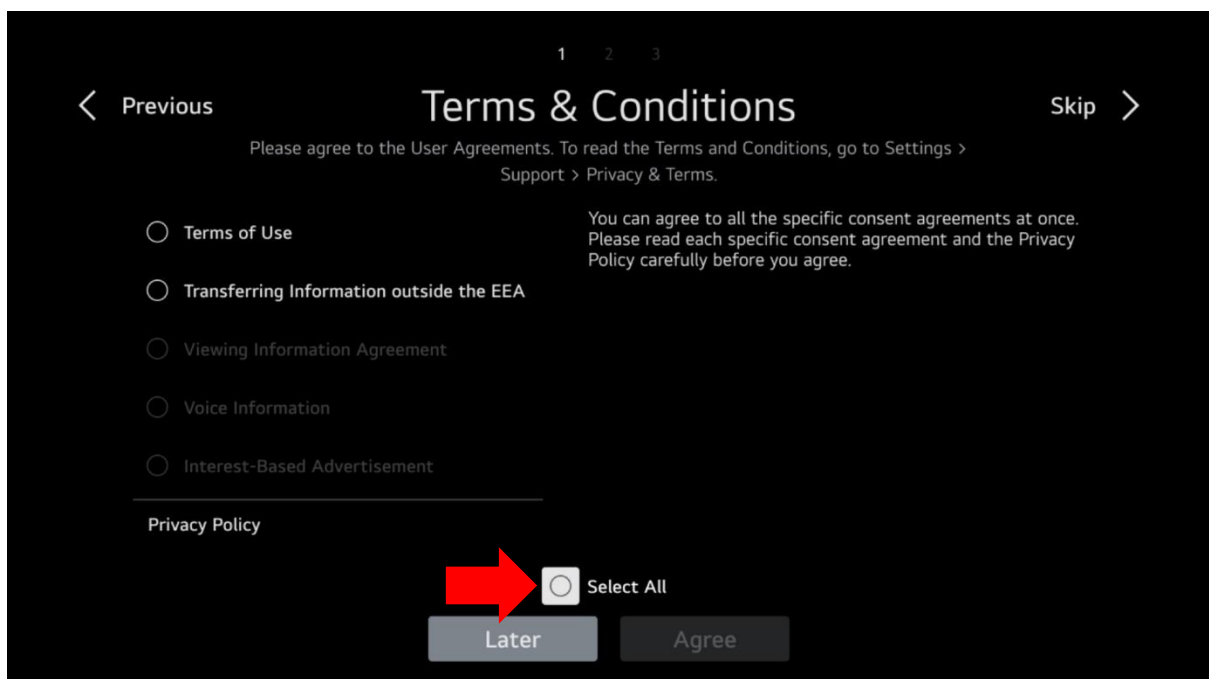 1 2 3
Previous
Terms & Conditions
Skip
Please agree to the User Agreements. To read the Terms and Conditions, go to Settings >
Support > Privacy & Terms.
Terms of Use
Transferring Information outside the EEA
Viewing Information Agreement
Voice Information
Interest-Based Advertisement
Privacy Policy
You can agree to all the specific consent agreements at once.
Please read each specific consent agreement and the Privacy
Policy carefully before you agree.
Select All
Later
Agree